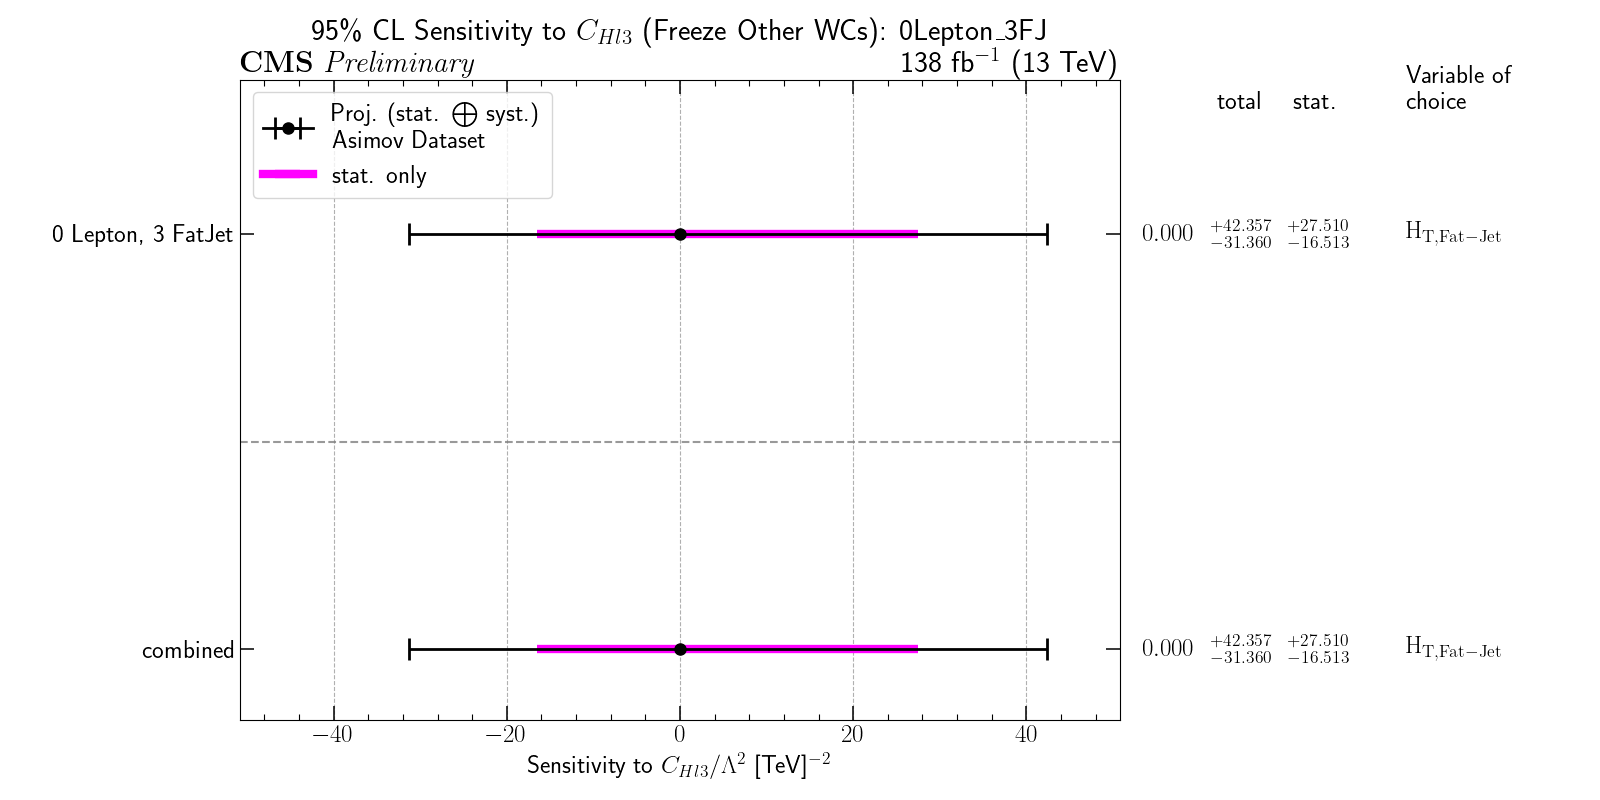 95% CL Sensitivity to C_{Hl3} (Freeze Other WCs): 0Lepton_3FJ
CMS Preliminary
138 fb^{-1} (13 TeV)
Variable of
choice
total stat.
Proj. (stat. ⨁ syst.)
Asimov Dataset
stat. only
0 Lepton, 3 FatJet
0.000 +42.357 +27.510
-31.360 -16.513
H_{T,Fat-Jet}
combined
0.000 +42.357 +27.510
-31.360 -16.513
H_{T,Fat-Jet}
-40 -20 0 20 40
Sensitivity to C_{Hl3}/Λ^2 [TeV]^{-2}